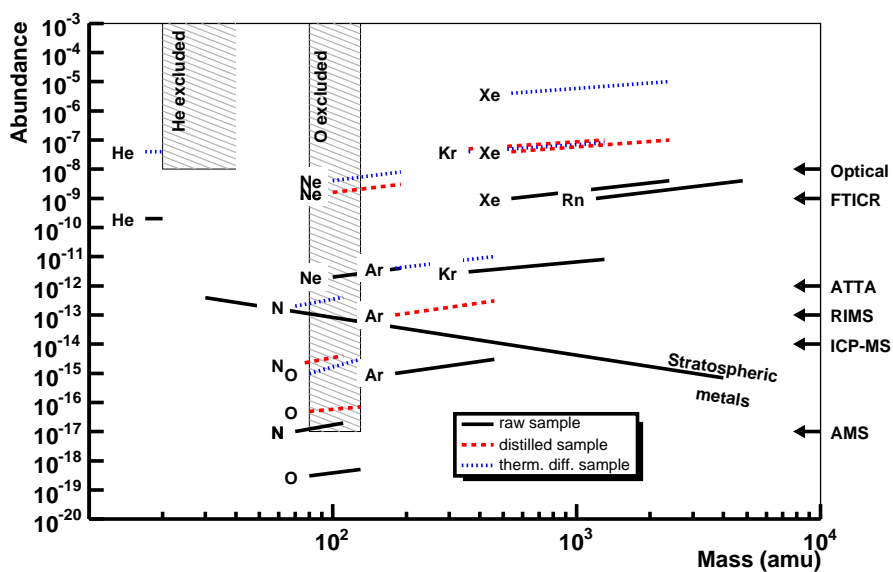 Abundance
10^-3
10^-4
10^-5
10^-6
10^-7
10^-8
10^-9
10^-10
10^-11
10^-12
10^-13
10^-14
10^-15
10^-16
10^-17
10^-18
10^-19
10^-20
He excluded
O excluded
Xe
He
Kr Xe
Ne
Ne
Xe Rn
He
Ne Ar Kr
N Ar
N
O Ar
O
N
O
Stratospheric
metals
Optical
FTICR
ATTA
RIMS
ICP-MS
AMS
raw sample
distilled sample
therm. diff. sample
10^2 10^3 10^4
Mass (amu)